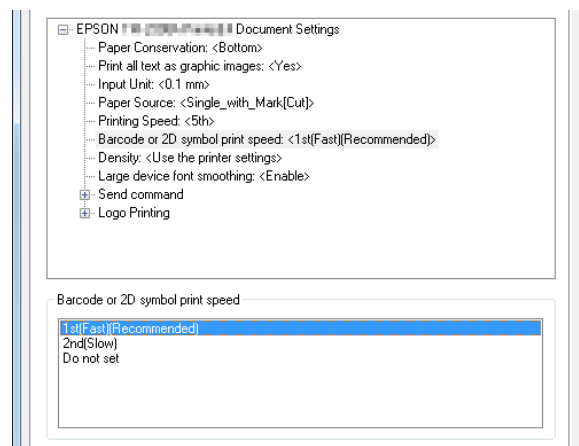 EPSON Document Settings
Paper Conservation: <Bottom>
Print all text as graphic images: <Yes>
Input Unit: <0.1 mm>
Paper Source: <Single_with_Mark[Cut]>
Printing Speed: <5th>
Barcode or 2D symbol print speed: <1st(Fast)(Recommended)>
Density: <Use the printer settings>
Large device font smoothing: <Enable>
Send command
Logo Printing
Barcode or 2D symbol print speed
1st(Fast)(Recommended)
2nd(Slow)
Do not set